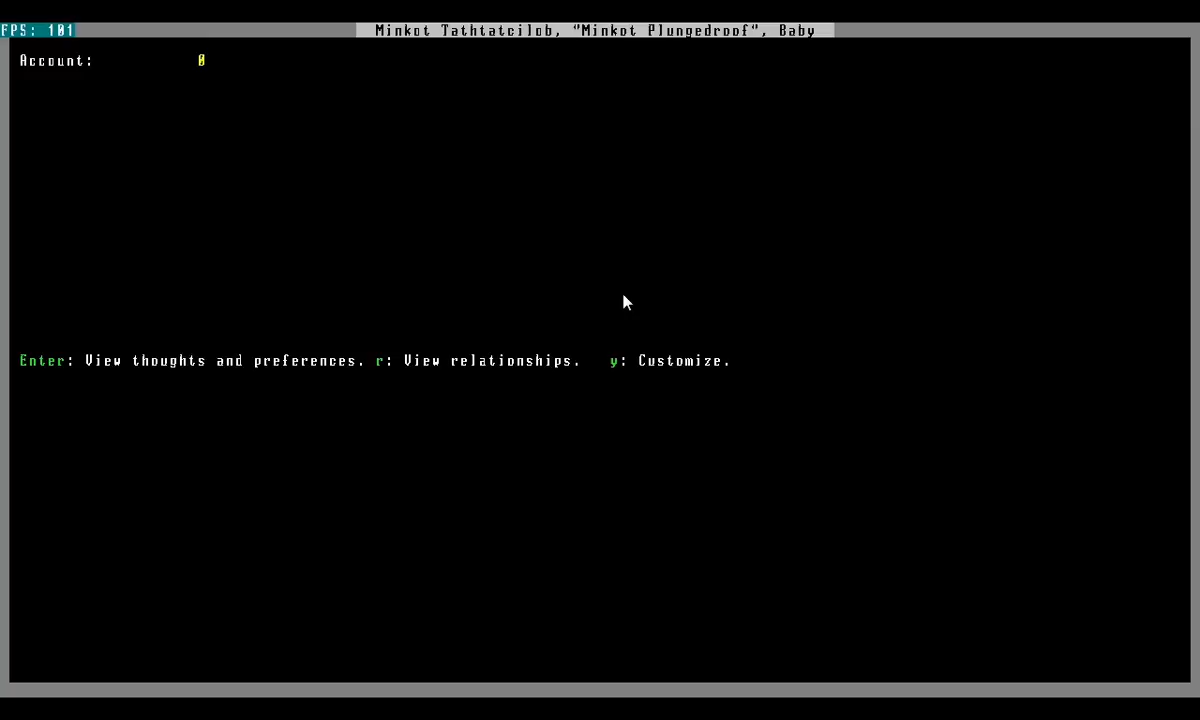 FPS: 101
Minkot Tathtatcilob, "Minkot Plungedroof", Baby
Account: 0
Enter: View thoughts and preferences. r: View relationships. y: Customize.